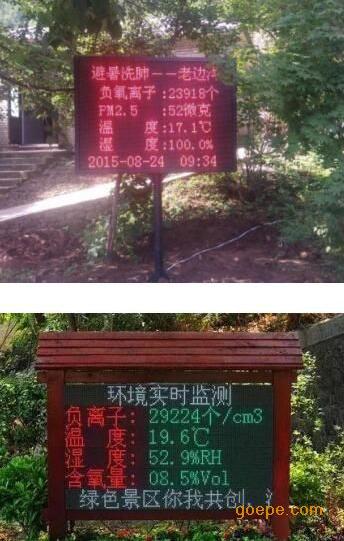 避暑洗肺——老边沟
负氧离子:23918个
PM2.5 :52微克
温 度:17.1℃
湿 度:100.0%
2015-08-24 09:34
环境实时监测
负离子: 29224个/cm3
温 度: 19.6℃
湿 度: 52.9%RH
含氧量: 08.5%Vol
绿色景区你我共创,
goepe.com